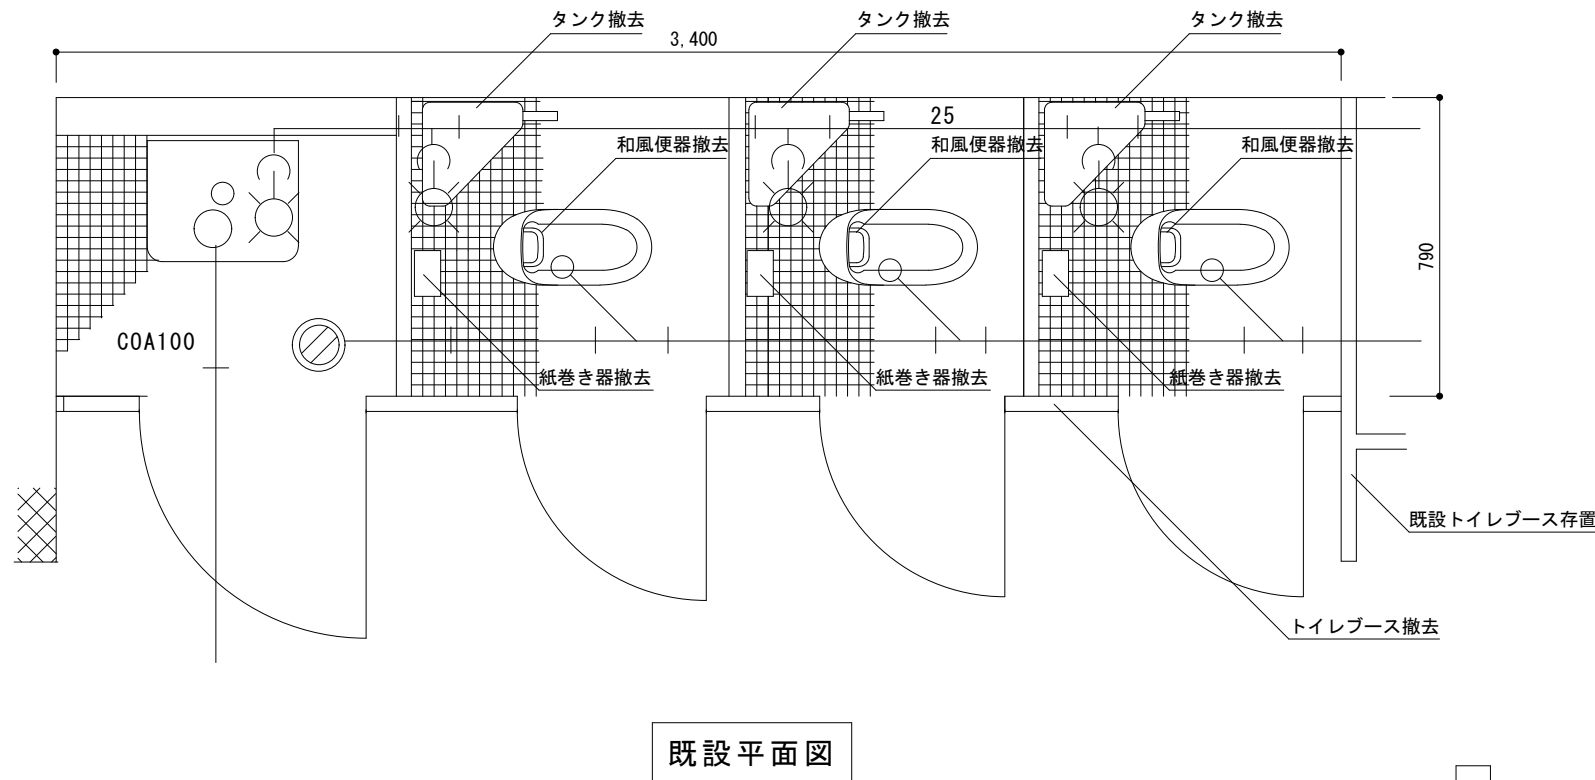 タンク撤去
タンク撤去
タンク撤去
3,400
25
和風便器撤去
和風便器撤去
和風便器撤去
790
COA100
紙巻き器撤去
紙巻き器撤去
紙巻き器撤去
既設トイレブース存置
トイレブース撤去
既設平面図